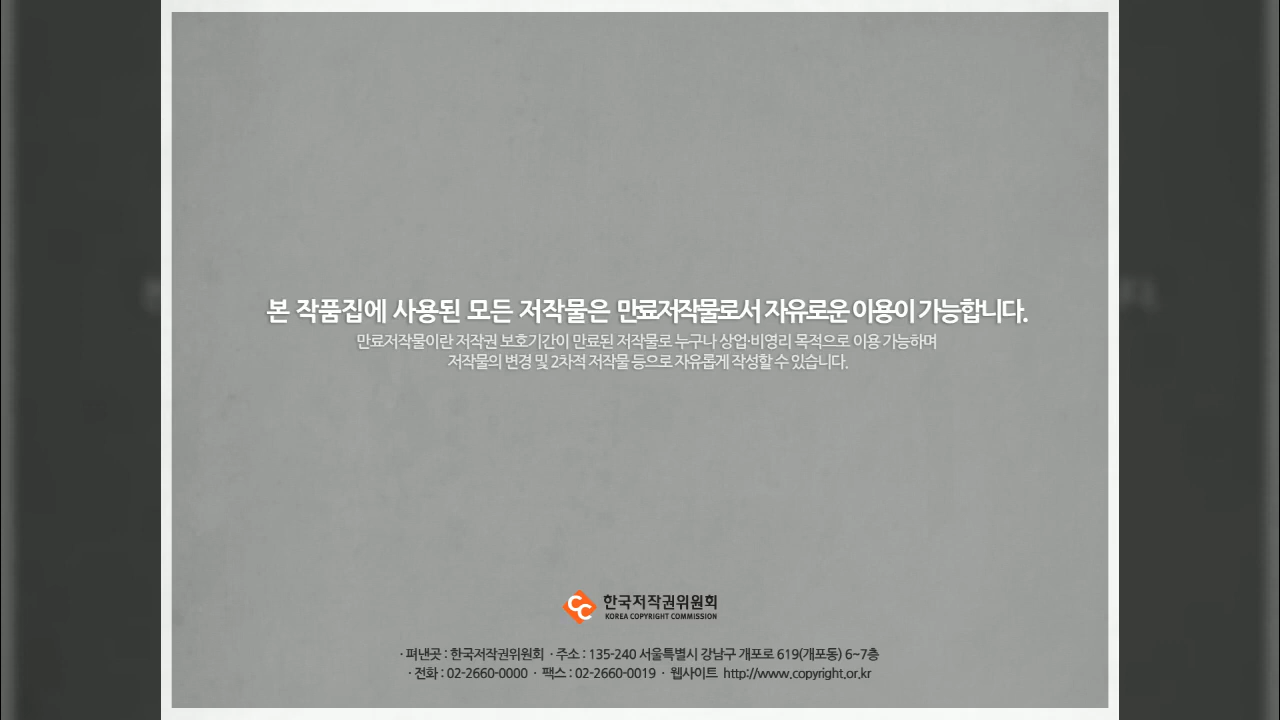 본 작품집에 사용된 모든 저작물은 만료저작물로서 자유로운 이용이 가능합니다.
만료저작물이란 저작권 보호기간이 만료된 저작물로 누구나 상업·비영리 목적으로 이용 가능하며
저작물의 변경 및 2차적 저작물 등으로 자유롭게 작성할 수 있습니다.
CC 한국저작권위원회
KOREA COPYRIGHT COMMISSION
· 펴낸곳 : 한국저작권위원회 · 주소 : 135-240 서울특별시 강남구 개포로 619(개포동) 6~7층
· 전화 : 02-2660-0000 · 팩스 : 02-2660-0019 · 웹사이트 http://www.copyright.or.kr